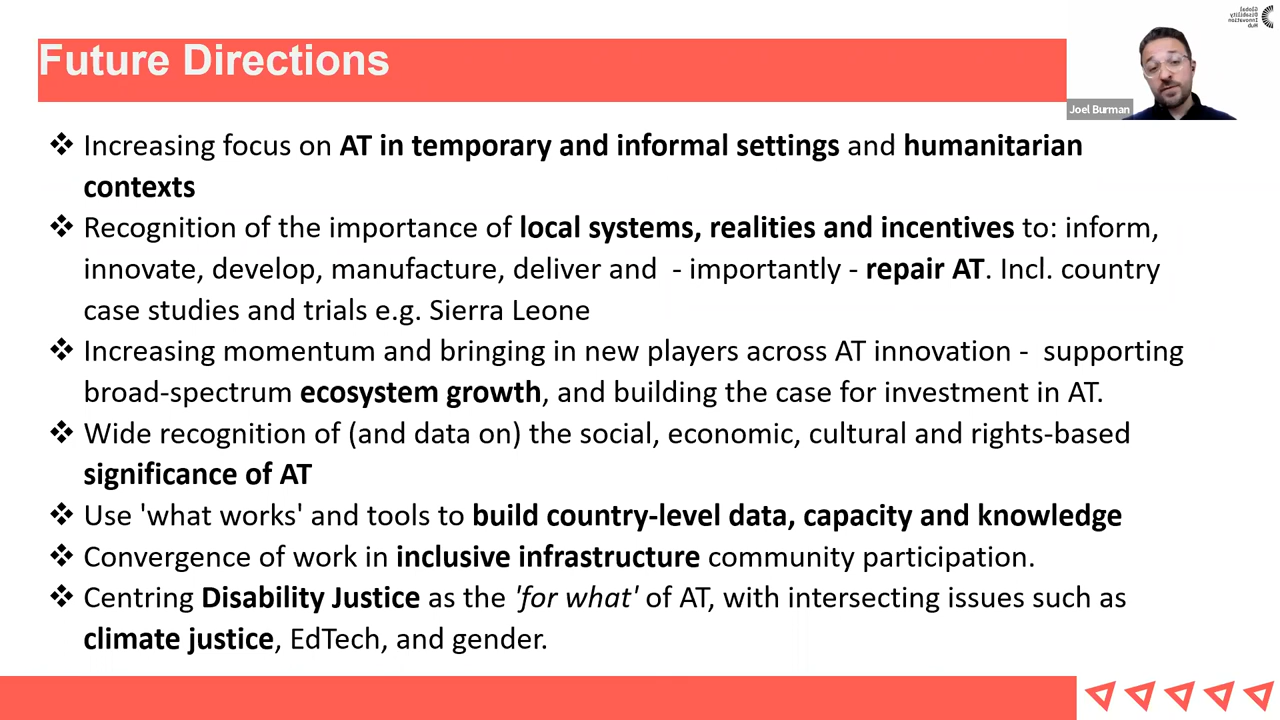 Future Directions
Global
Disability
Innovation
Hub
Joel Burman
❖ Increasing focus on AT in temporary and informal settings and humanitarian
contexts
❖ Recognition of the importance of local systems, realities and incentives to: inform,
innovate, develop, manufacture, deliver and - importantly - repair AT. Incl. country
case studies and trials e.g. Sierra Leone
❖ Increasing momentum and bringing in new players across AT innovation - supporting
broad-spectrum ecosystem growth, and building the case for investment in AT.
❖ Wide recognition of (and data on) the social, economic, cultural and rights-based
significance of AT
❖ Use 'what works' and tools to build country-level data, capacity and knowledge
❖ Convergence of work in inclusive infrastructure community participation.
❖ Centring Disability Justice as the 'for what' of AT, with intersecting issues such as
climate justice, EdTech, and gender.